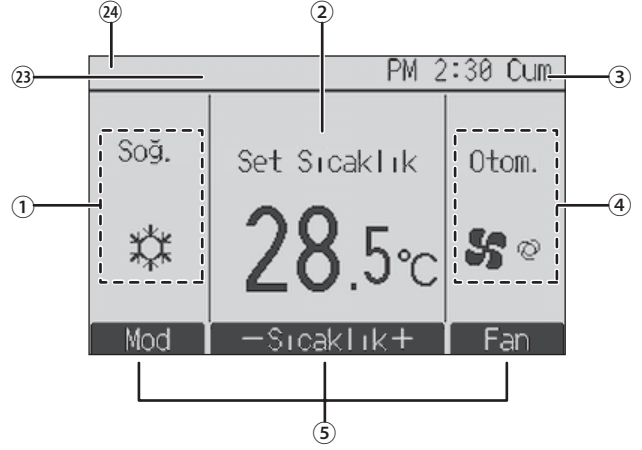 ㉔ ②
㉓ PM 2:30 Cum ③
Soğ. Set Sıcaklık Otom.
① ④
28.5°C
Mod −Sıcaklık+ Fan
⑤